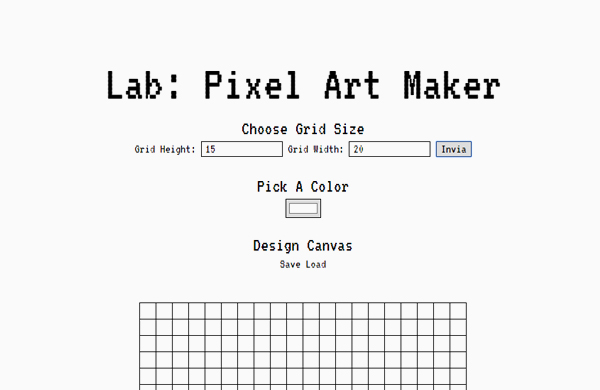 Lab: Pixel Art Maker
Choose Grid Size
Grid Height: 15 Grid Width: 20 Invia
Pick A Color
Design Canvas
Save Load